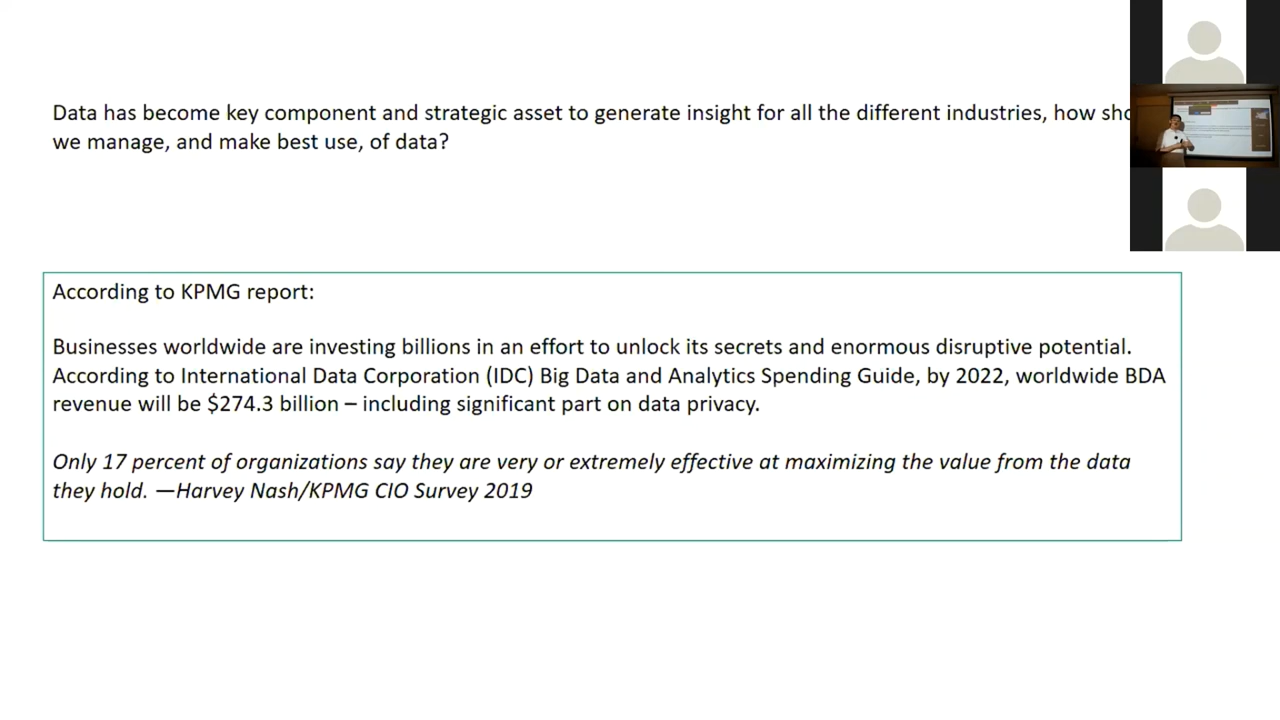 Data has become key component and strategic asset to generate insight for all the different industries, how
we manage, and make best use, of data?
According to KPMG report:
Businesses worldwide are investing billions in an effort to unlock its secrets and enormous disruptive potential.
According to International Data Corporation (IDC) Big Data and Analytics Spending Guide, by 2022, worldwide BDA
revenue will be $274.3 billion – including significant part on data privacy.
Only 17 percent of organizations say they are very or extremely effective at maximizing the value from the data
they hold. —Harvey Nash/KPMG CIO Survey 2019